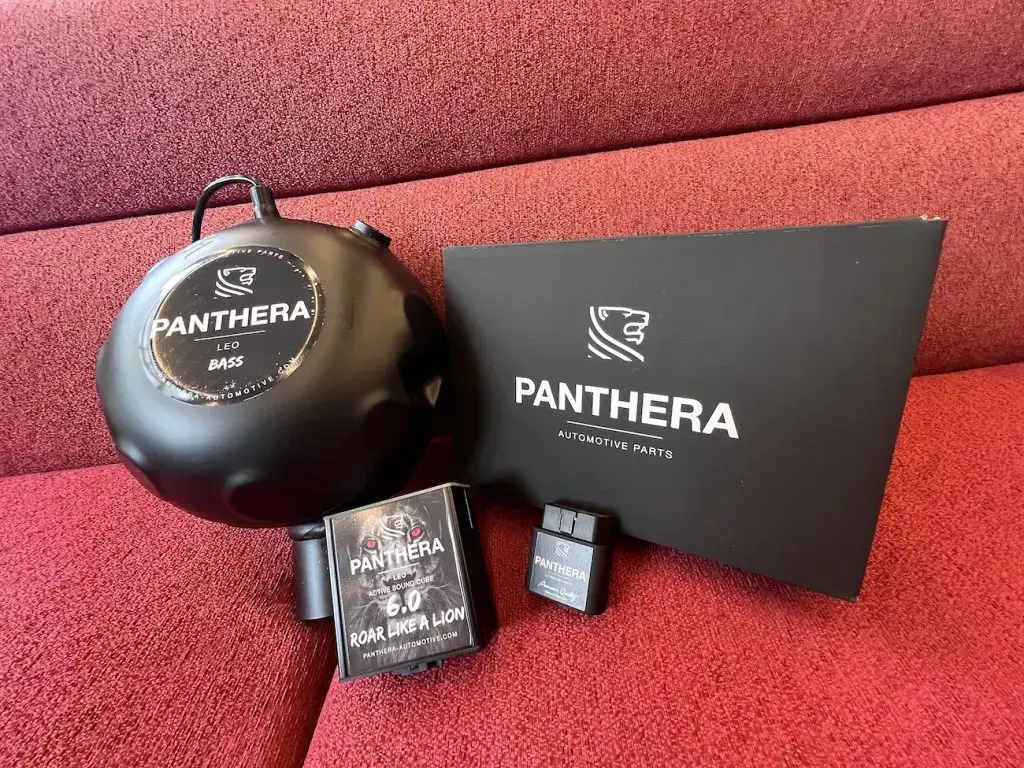 PANTHERA
LEO
BASS
PANTHERA
AUTOMOTIVE PARTS
PANTHERA
LEO
ACTIVE SOUND CUBE
6.0
ROAR LIKE A LION
PANTHERA-AUTOMOTIVE.COM
PANTHERA